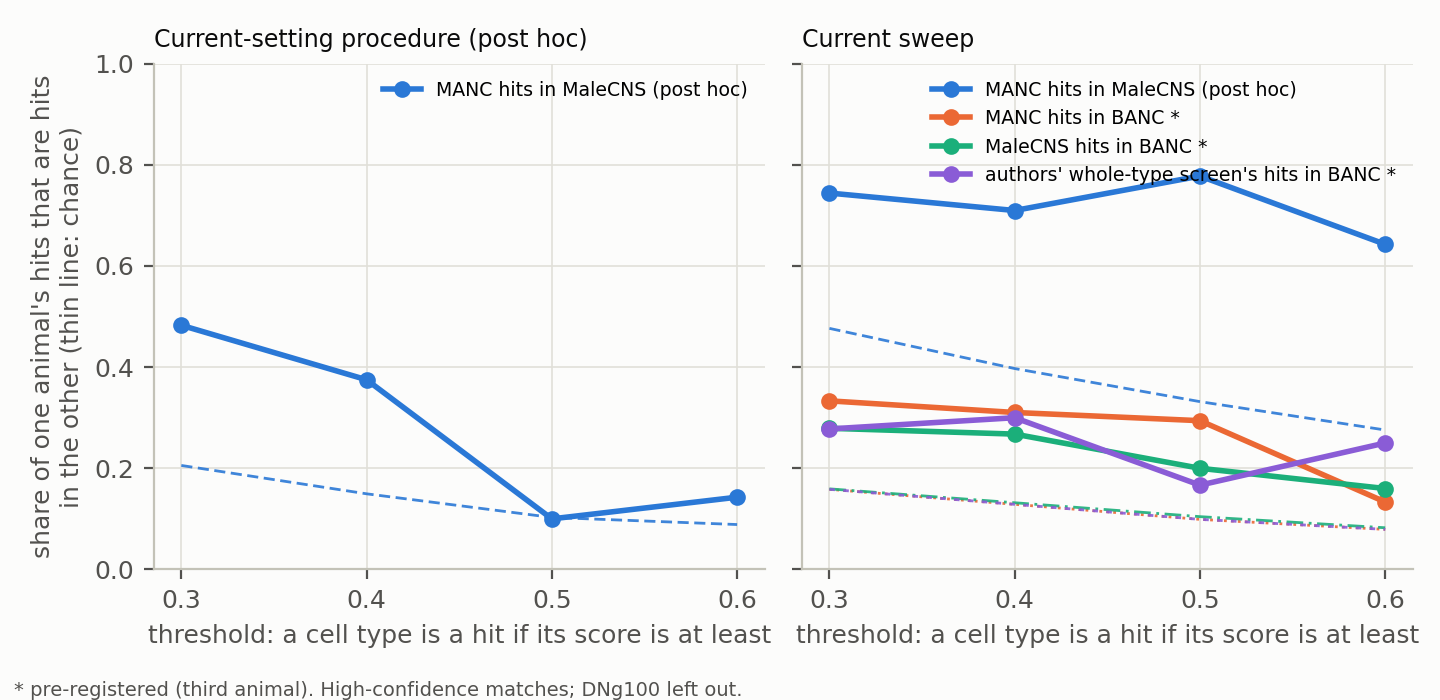 Current-setting procedure (post hoc)
share of one animal's hits that are hits
in the other (thin line: chance)
1.0
0.8
0.6
0.4
0.2
0.0
MANC hits in MaleCNS (post hoc)
0.3
0.4
0.5
0.6
threshold: a cell type is a hit if its score is at least
Current sweep
MANC hits in MaleCNS (post hoc)
MANC hits in BANC *
MaleCNS hits in BANC *
authors' whole-type screen's hits in BANC *
0.3
0.4
0.5
0.6
threshold: a cell type is a hit if its score is at least
* pre-registered (third animal). High-confidence matches; DNg100 left out.